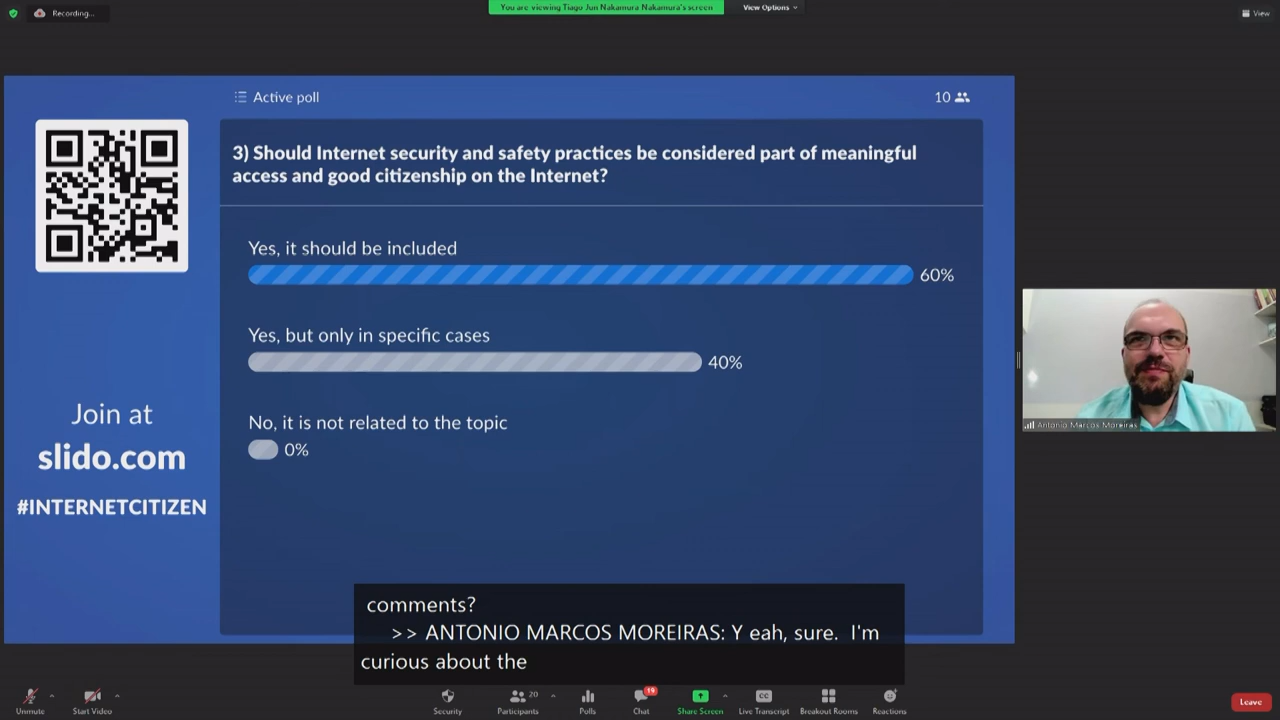 Recording...
You are viewing Tiago Jun Nakamura Nakamura's screen
View Options
View
Active poll
10
3) Should Internet security and safety practices be considered part of meaningful
access and good citizenship on the Internet?
Yes, it should be included
60%
Yes, but only in specific cases
40%
No, it is not related to the topic
0%
Join at
slido.com
#INTERNETCITIZEN
Antonio Marcos Moreiras
comments?
>> ANTONIO MARCOS MOREIRAS: Y eah, sure. I'm
curious about the
Unmute
Start Video
Security
Participants
20
Polls
Chat
19
Share Screen
CC
Live Transcript
Breakout Rooms
Reactions
Leave